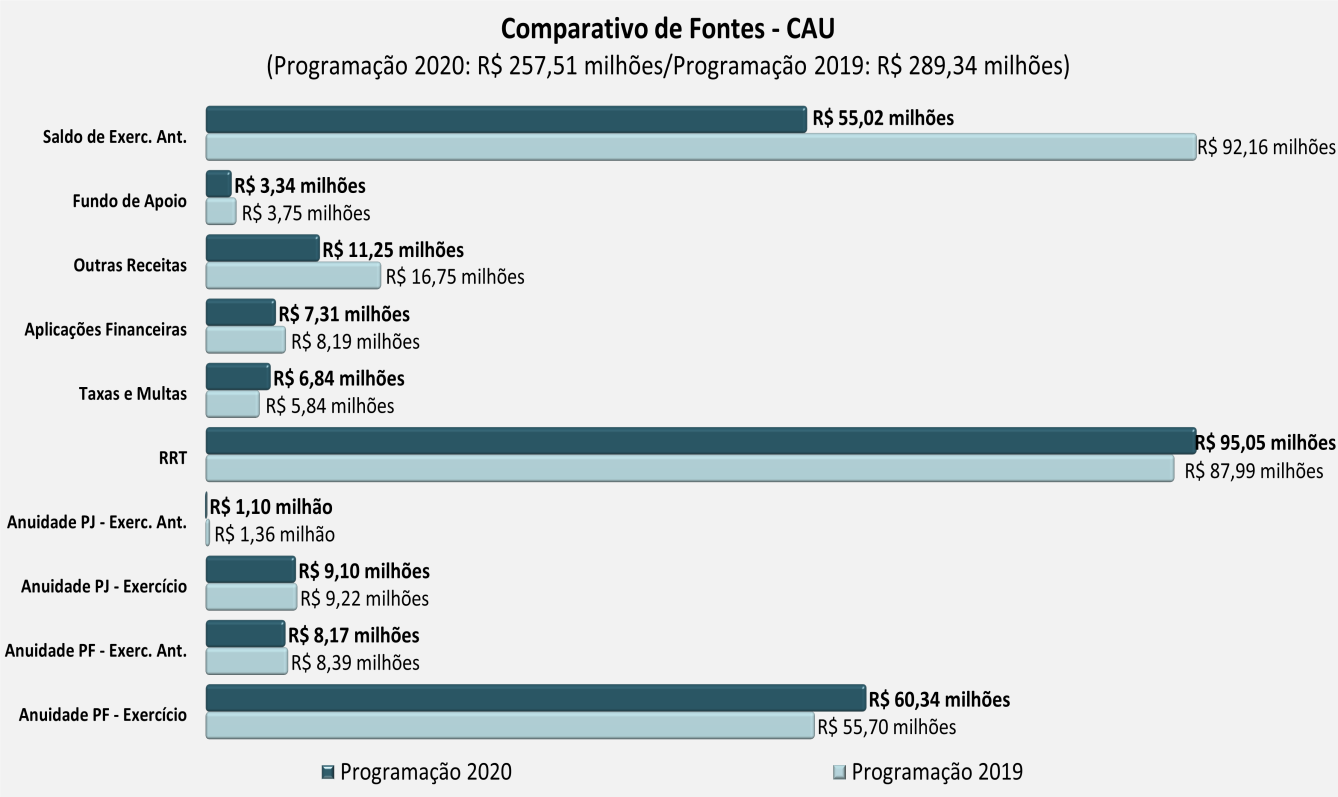 Comparativo de Fontes - CAU
(Programação 2020: R$ 257,51 milhões/Programação 2019: R$ 289,34 milhões)
Saldo de Exerc. Ant.
R$ 55,02 milhões
R$ 92,16 milhões
Fundo de Apoio
R$ 3,34 milhões
R$ 3,75 milhões
Outras Receitas
R$ 11,25 milhões
R$ 16,75 milhões
Aplicações Financeiras
R$ 7,31 milhões
R$ 8,19 milhões
Taxas e Multas
R$ 6,84 milhões
R$ 5,84 milhões
RRT
R$ 95,05 milhões
R$ 87,99 milhões
Anuidade PJ - Exerc. Ant.
R$ 1,10 milhão
R$ 1,36 milhão
Anuidade PJ - Exercício
R$ 9,10 milhões
R$ 9,22 milhões
Anuidade PF - Exerc. Ant.
R$ 8,17 milhões
R$ 8,39 milhões
Anuidade PF - Exercício
R$ 60,34 milhões
R$ 55,70 milhões
Programação 2020
Programação 2019